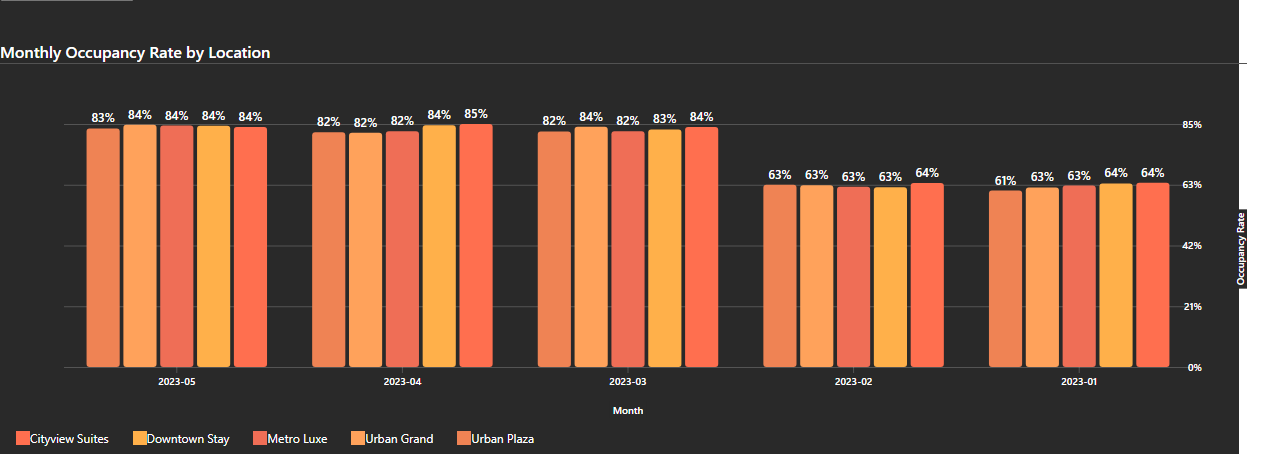 Monthly Occupancy Rate by Location
83% 84% 84% 84% 84% 82% 82% 82% 84% 85% 82% 84% 82% 83% 84% 63% 63% 63% 63% 64% 61% 63% 63% 64% 64%
85%
63%
42%
21%
0%
Occupancy Rate
2023-05 2023-04 2023-03 2023-02 2023-01
Month
Cityview Suites Downtown Stay Metro Luxe Urban Grand Urban Plaza